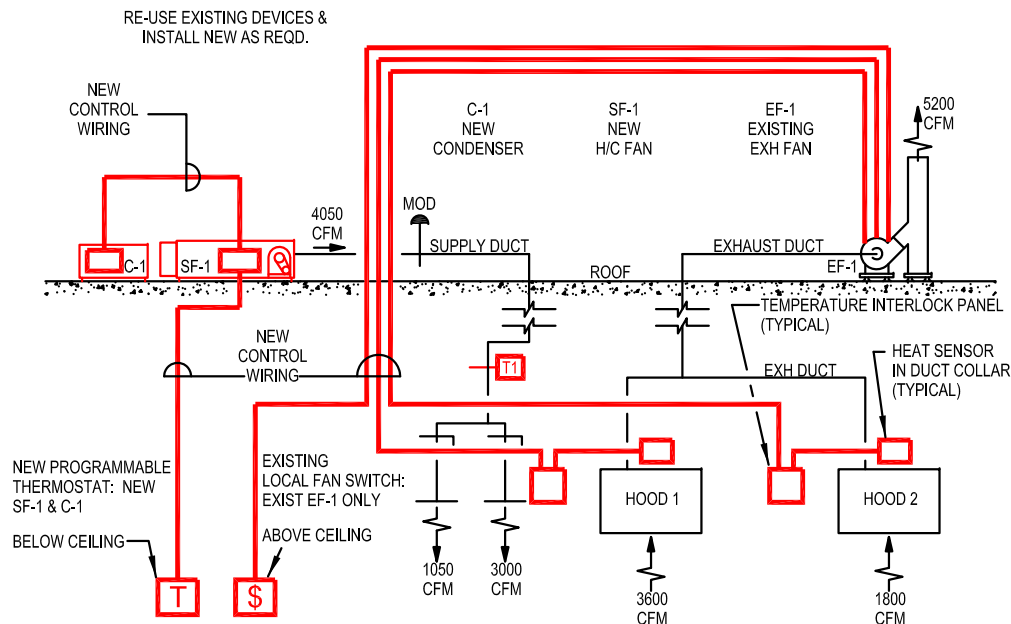 RE-USE EXISTING DEVICES &
INSTALL NEW AS REQD.
NEW
CONTROL
WIRING
C-1
NEW
CONDENSER
SF-1
NEW
H/C FAN
EF-1
EXISTING
EXH FAN
5200
CFM
4050
CFM
MOD
SUPPLY DUCT
EXHAUST DUCT
C-1
SF-1
EF-1
ROOF
TEMPERATURE INTERLOCK PANEL
(TYPICAL)
NEW
CONTROL
WIRING
T1
EXH DUCT
HEAT SENSOR
IN DUCT COLLAR
(TYPICAL)
NEW PROGRAMMABLE
THERMOSTAT: NEW
SF-1 & C-1
EXISTING
LOCAL FAN SWITCH:
EXIST EF-1 ONLY
HOOD 1
HOOD 2
BELOW CEILING
ABOVE CEILING
1050
CFM
3000
CFM
3600
CFM
1800
CFM
T
$